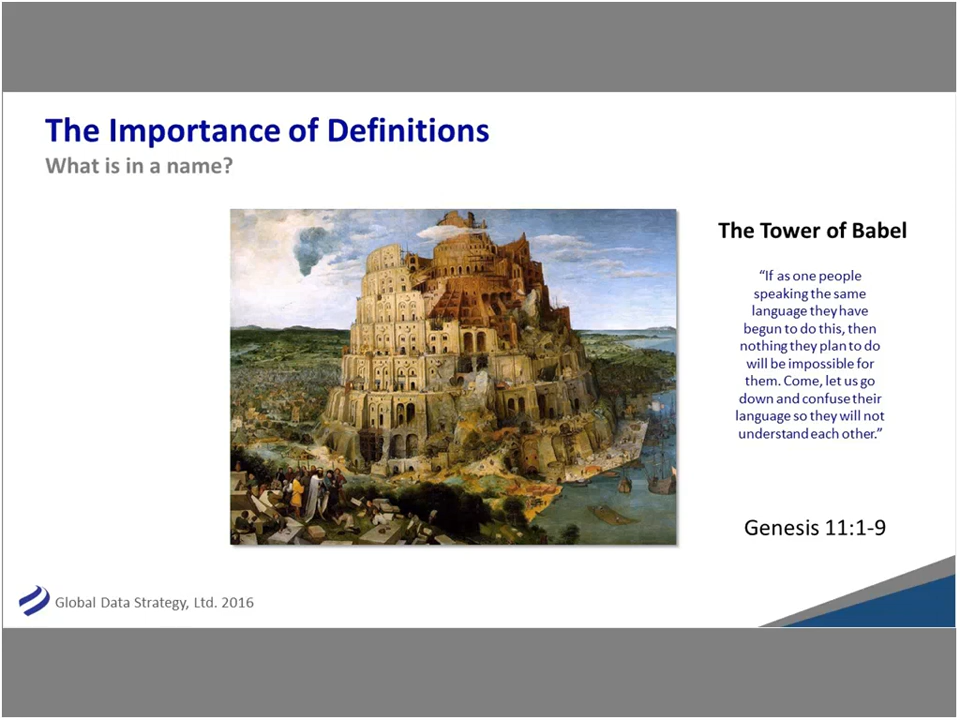 The Importance of Definitions
What is in a name?
The Tower of Babel
“If as one people
speaking the same
language they have
begun to do this, then
nothing they plan to do
will be impossible for
them. Come, let us go
down and confuse their
language so they will not
understand each other.”
Genesis 11:1-9
Global Data Strategy, Ltd. 2016